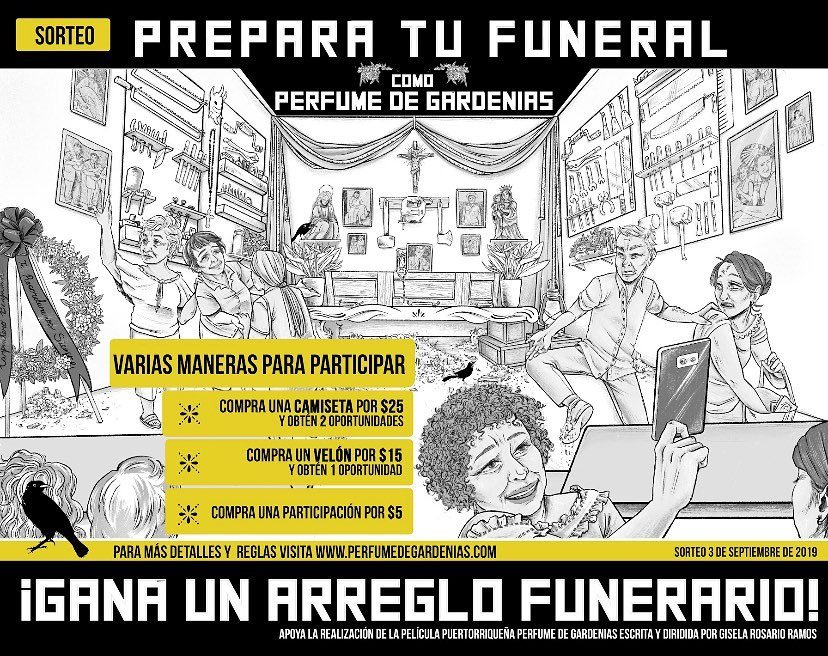 SORTEO
PREPARA TU FUNERAL
COMO
PERFUME DE GARDENIAS
VARIAS MANERAS PARA PARTICIPAR
COMPRA UNA CAMISETA POR $25
Y OBTÉN 2 OPORTUNIDADES
COMPRA UN VELÓN POR $15
Y OBTÉN 1 OPORTUNIDAD
COMPRA UNA PARTICIPACIÓN POR $5
PARA MÁS DETALLES Y REGLAS VISITA WWW.PERFUMEDEGARDENIAS.COM
SORTEO 3 DE SEPTIEMBRE DE 2019
¡GANA UN ARREGLO FUNERARIO!
APOYA LA REALIZACIÓN DE LA PELÍCULA PUERTORRIQUEÑA PERFUME DE GARDENIAS ESCRITA Y DIRIDIDA POR GISELA ROSARIO RAMOS